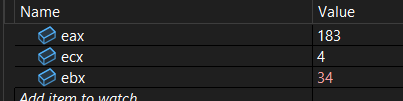 Name Value
eax 183
ecx 4
ebx 34
Add item to watch